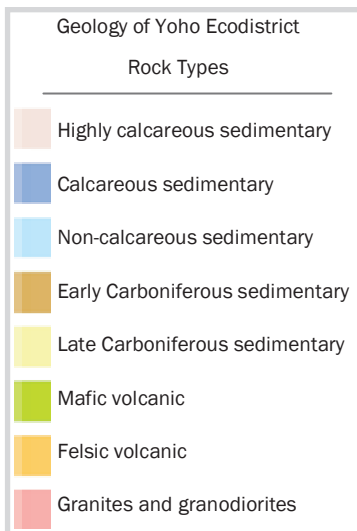 Geology of Yoho Ecodistrict
Rock Types
Highly calcareous sedimentary
Calcareous sedimentary
Non-calcareous sedimentary
Early Carboniferous sedimentary
Late Carboniferous sedimentary
Mafic volcanic
Felsic volcanic
Granites and granodiorites